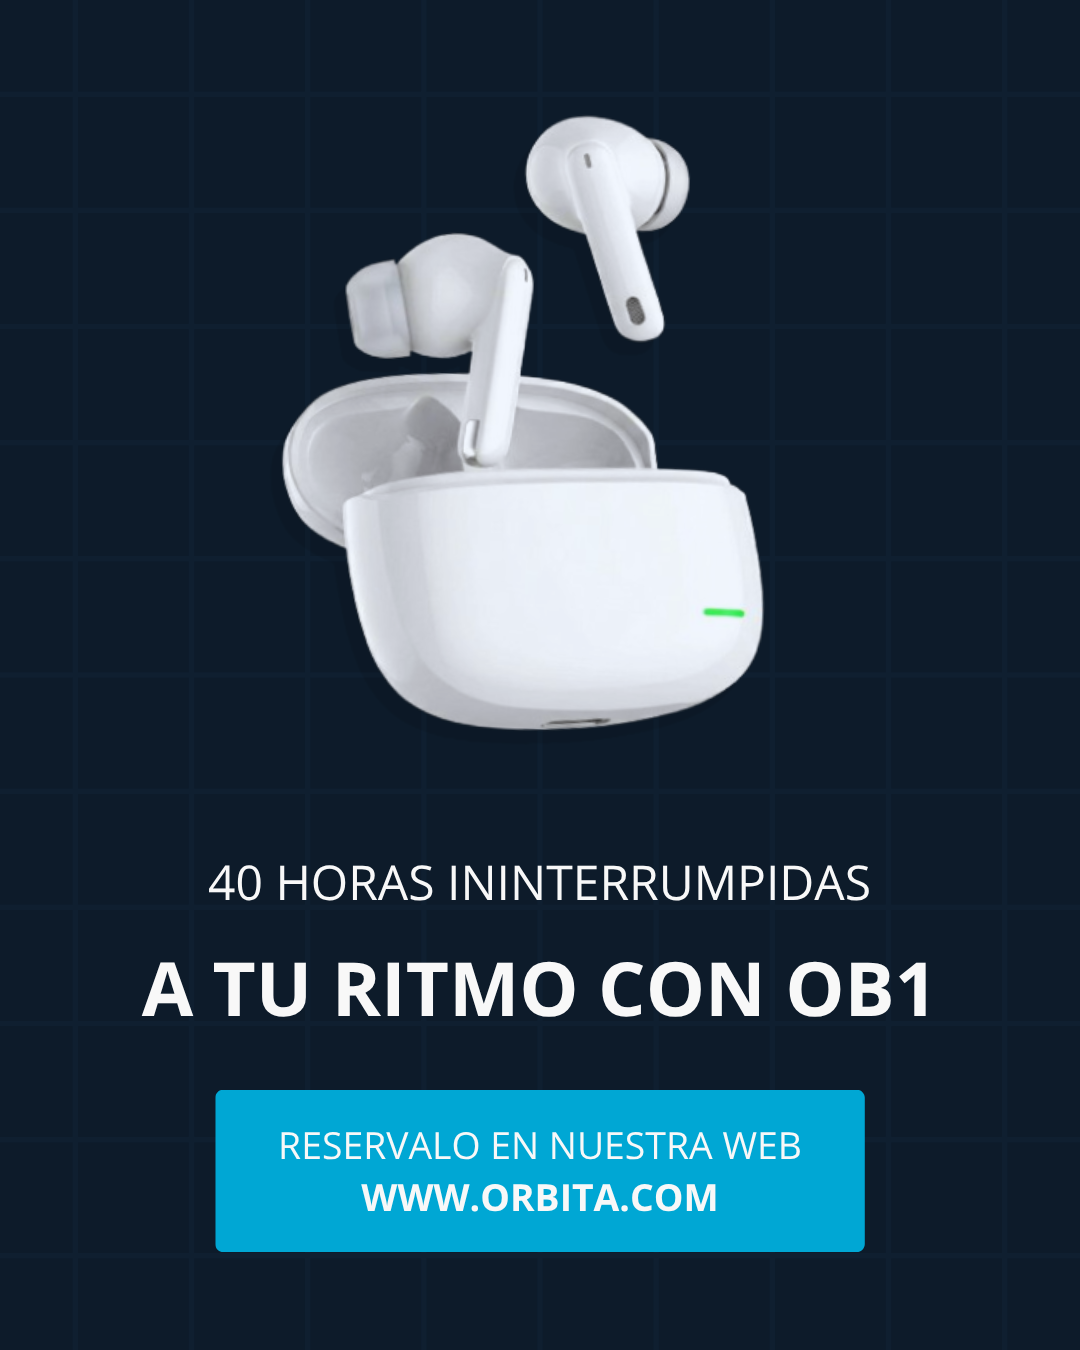 40 HORAS ININTERRUMPIDAS
A TU RITMO CON OB1
RESERVALO EN NUESTRA WEB
WWW.ORBITA.COM